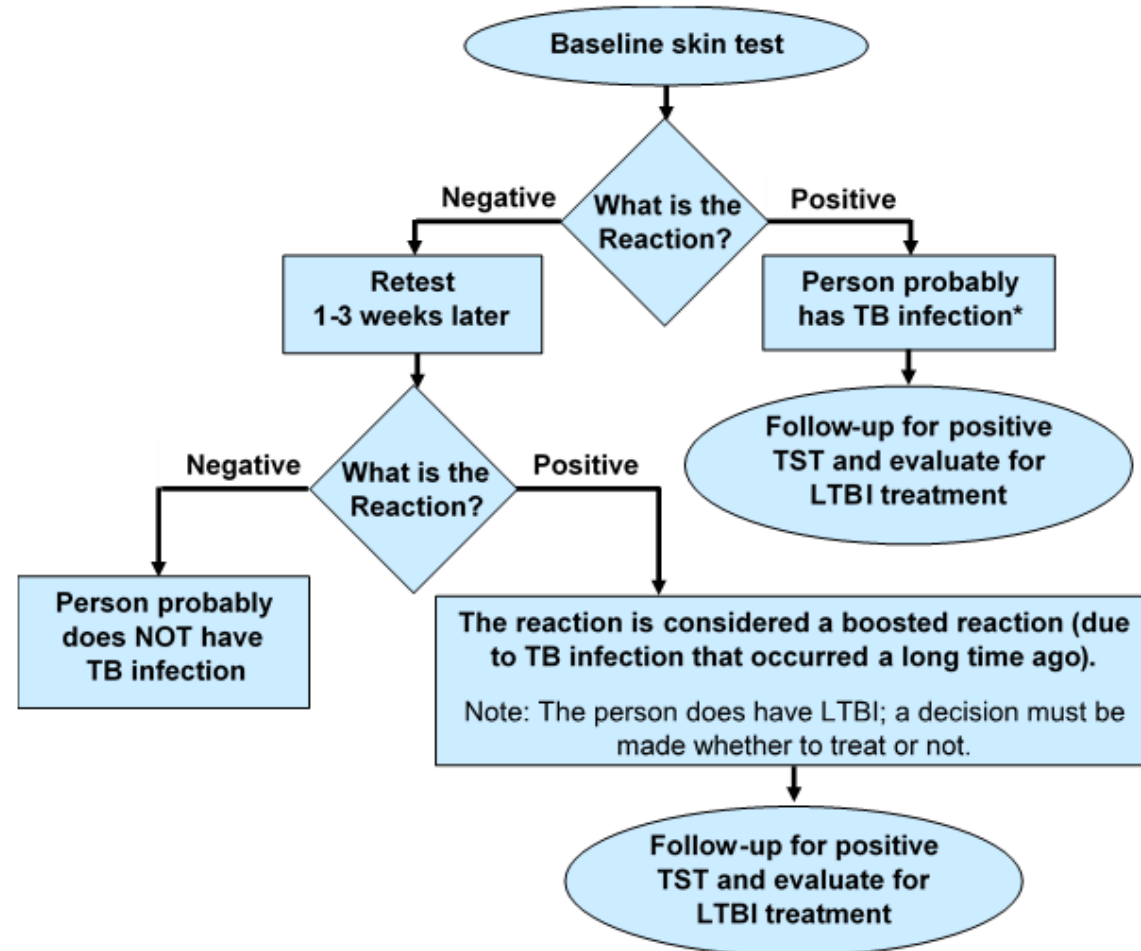 Baseline skin test
What is the
Reaction?
Negative
Positive
Retest
1-3 weeks later
Person probably
has TB infection*
Follow-up for positive
TST and evaluate for
LTBI treatment
What is the
Reaction?
Negative
Positive
Person probably
does NOT have
TB infection
The reaction is considered a boosted reaction (due
to TB infection that occurred a long time ago).
Note: The person does have LTBI; a decision must be
made whether to treat or not.
Follow-up for positive
TST and evaluate for
LTBI treatment